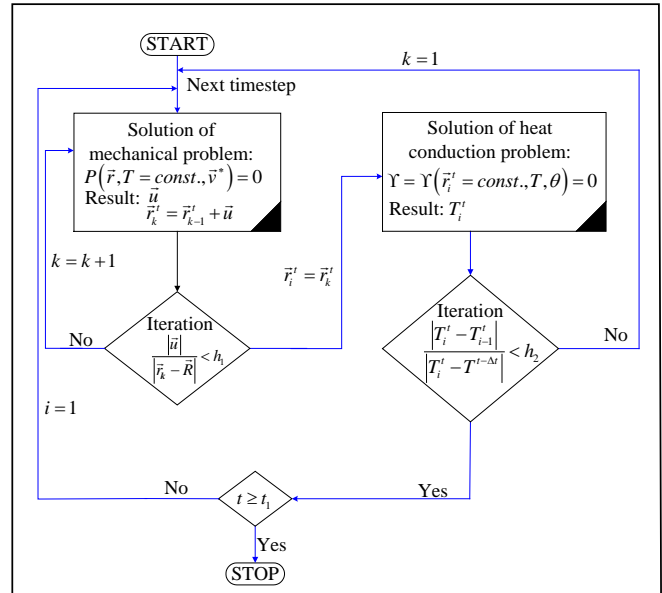 START
k = 1
Next timestep
Solution of
mechanical problem:
P(r⃗, T = const., v⃗*) = 0
Result: u⃗
r⃗ₖᵗ = r⃗ₖ₋₁ᵗ + u⃗
Solution of heat
conduction problem:
ϒ = ϒ(r⃗ᵢᵗ = const., T, θ) = 0
Result: Tᵢᵗ
k = k + 1
r⃗ᵢᵗ = r⃗ₖᵗ
Iteration
|u⃗| / |r⃗ₖ − R⃗| < h₁
No
Iteration
|Tᵢᵗ − Tᵢ₋₁ᵗ| / |Tᵢᵗ − Tᵗ⁻ᐃᵗ| < h₂
No
i = 1
No
t ≥ t₁
Yes
Yes
STOP